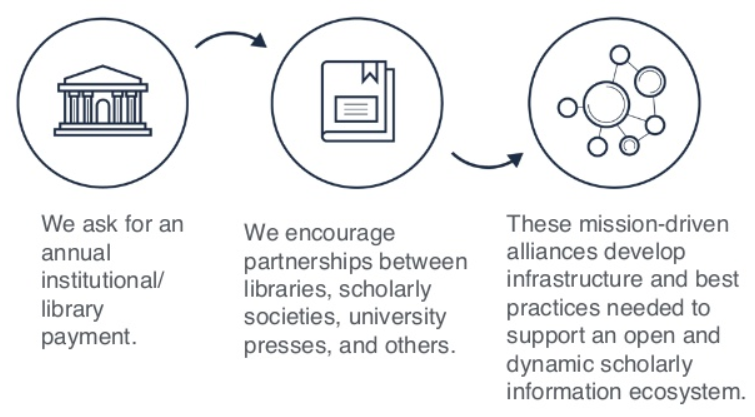 We ask for an
annual
institutional/
library
payment.
We encourage
partnerships between
libraries, scholarly
societies, university
presses, and others.
These mission-driven
alliances develop
infrastructure and best
practices needed to
support an open and
dynamic scholarly
information ecosystem.